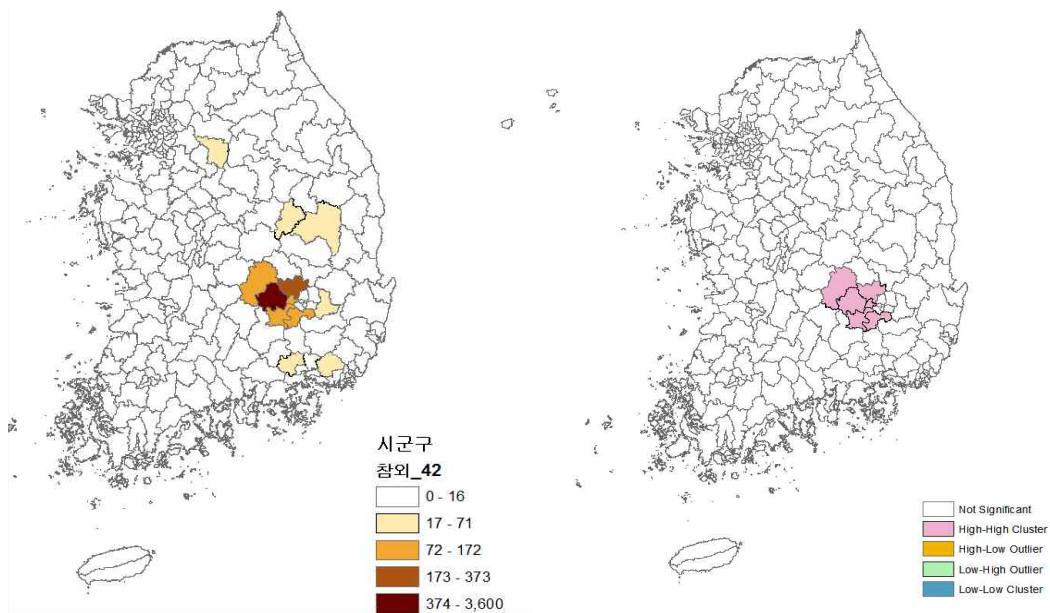 시군구
참외_42
0 - 16
17 - 71
72 - 172
173 - 373
374 - 3,600
Not Significant
High-High Cluster
High-Low Outlier
Low-High Outlier
Low-Low Cluster